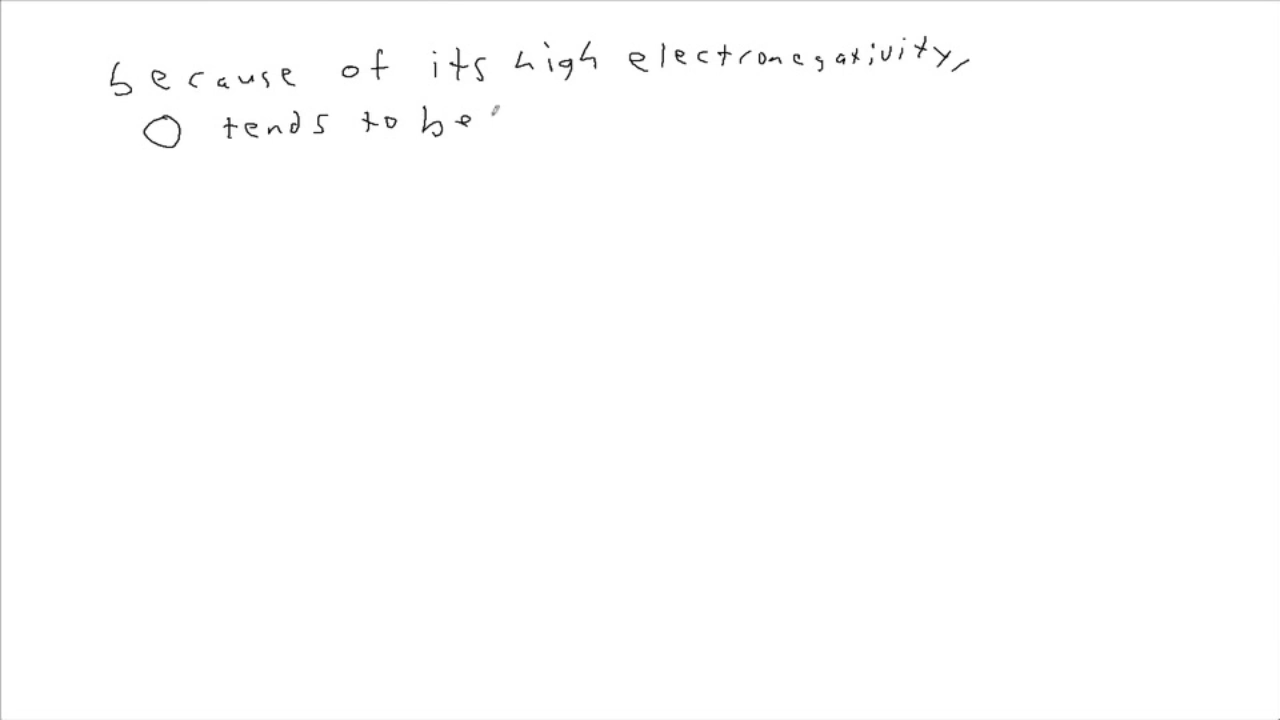 because of its high electronegativity,
O tends to be